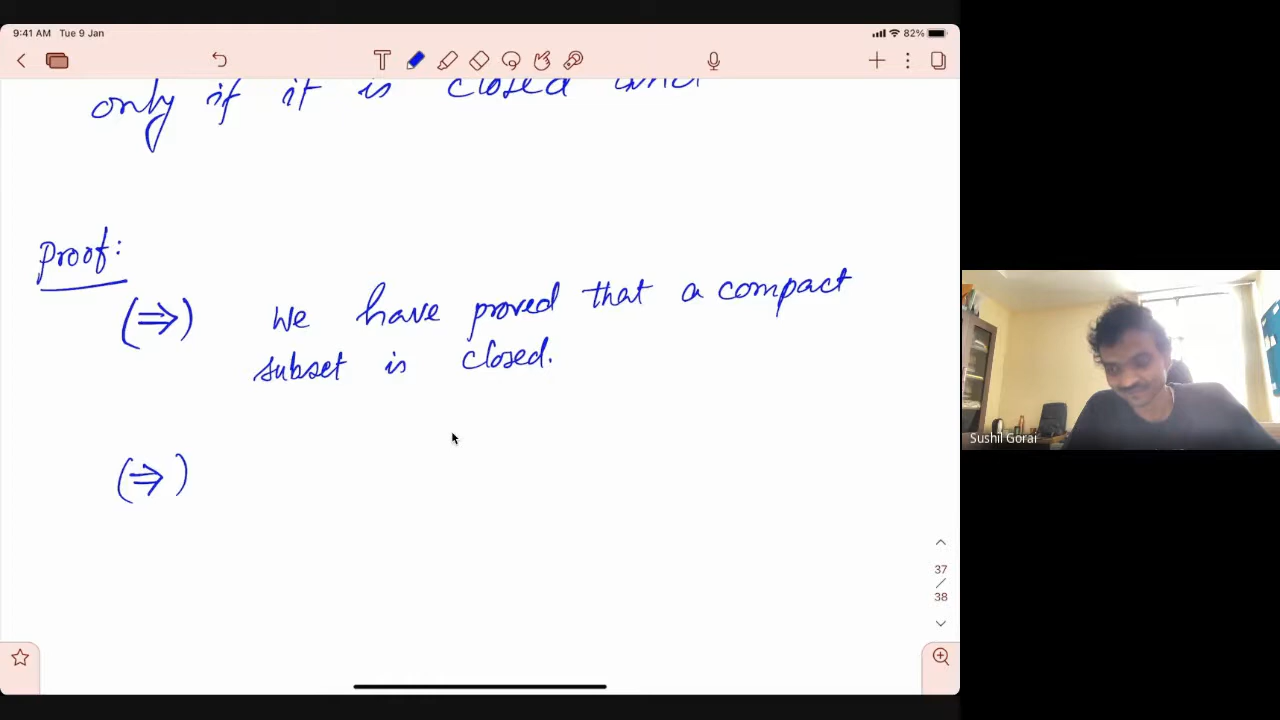 9:41 AM Tue 9 Jan
82%
only if it is closed and
Proof:
(⇒) We have proved that a compact
subset is closed.
(⇒)
37
/
38
Sushil Gorai